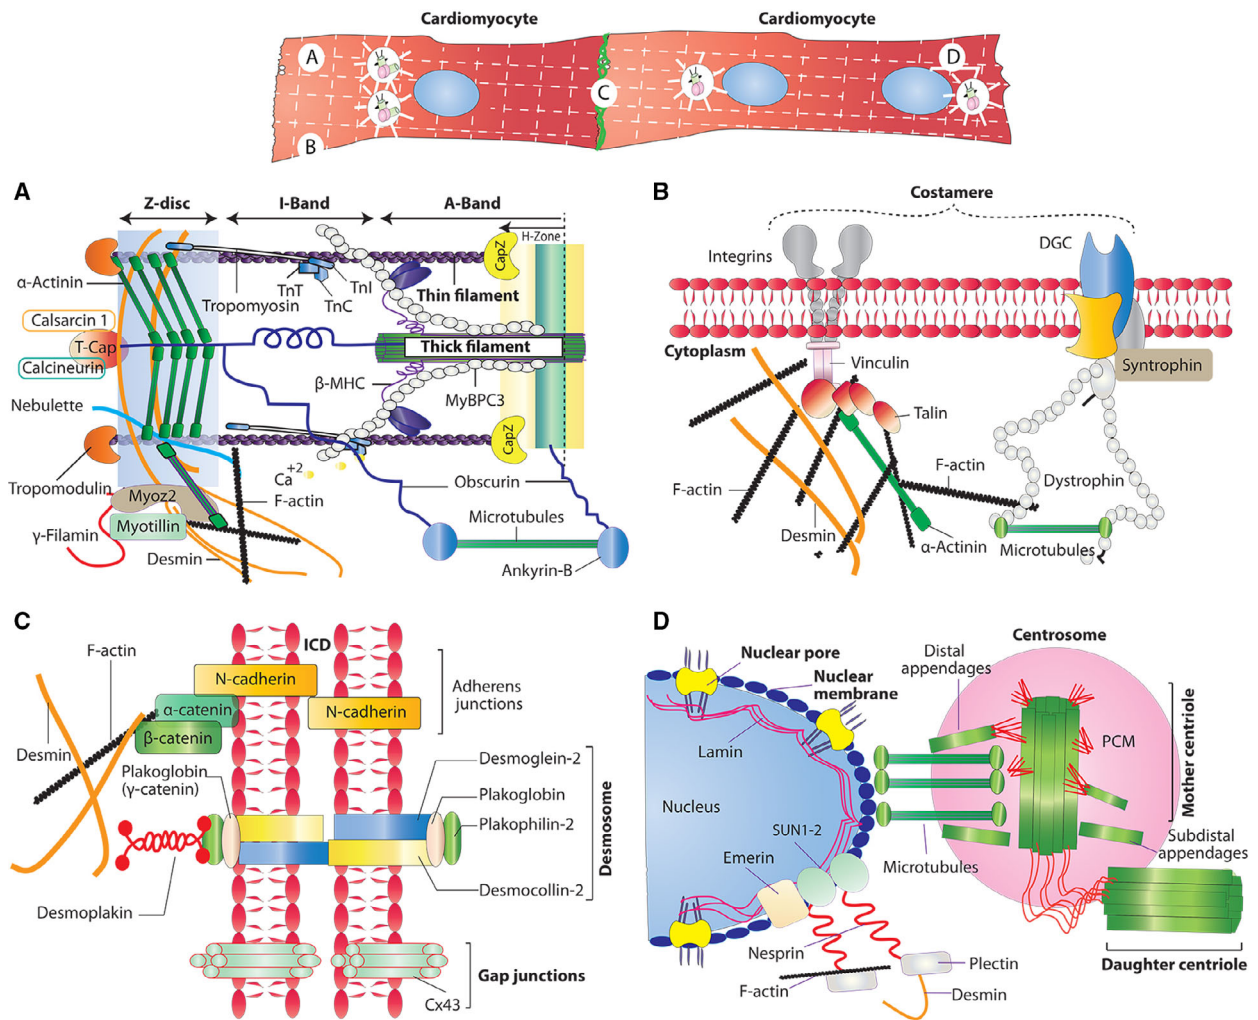 Cardiomyocyte
Cardiomyocyte
A
B
C
D
A
Z-disc
I-Band
A-Band
H-Zone
CapZ
α-Actinin
Tropomyosin
TnT
TnI
TnC
Thin filament
Calsarcin 1
T-Cap
Calcineurin
Thick filament
β-MHC
MyBPC3
Nebulette
CapZ
Ca+2
Tropomodulin
Myoz2
F-actin
Obscurin
Myotillin
γ-Filamin
Desmin
Microtubules
Ankyrin-B
B
Costamere
Integrins
DGC
Cytoplasm
Vinculin
Syntrophin
Talin
F-actin
F-actin
Dystrophin
Desmin
α-Actinin
Microtubules
C
ICD
F-actin
N-cadherin
Adherens
junctions
α-catenin
N-cadherin
β-catenin
Desmin
Plakoglobin
(γ-catenin)
Desmoglein-2
Plakoglobin
Plakophilin-2
Desmosome
Desmocollin-2
Desmoplakin
Gap junctions
Cx43
D
Centrosome
Nuclear pore
Distal
appendages
Nuclear
membrane
Lamin
PCM
Mother centriole
Nucleus
SUN1-2
Emerin
Microtubules
Subdistal
appendages
Nesprin
Plectin
F-actin
Desmin
Daughter centriole